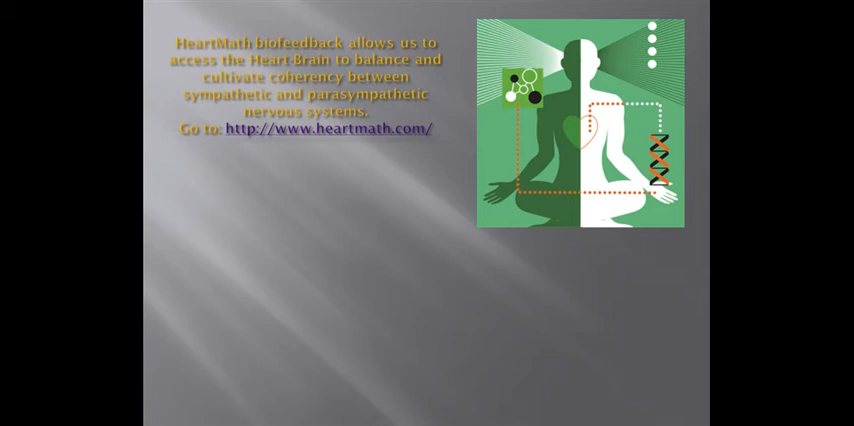 HeartMath biofeedback allows us to
access the Heart-Brain to balance and
cultivate coherency between
sympathetic and parasympathetic
nervous systems.
Go to: http://www.heartmath.com/